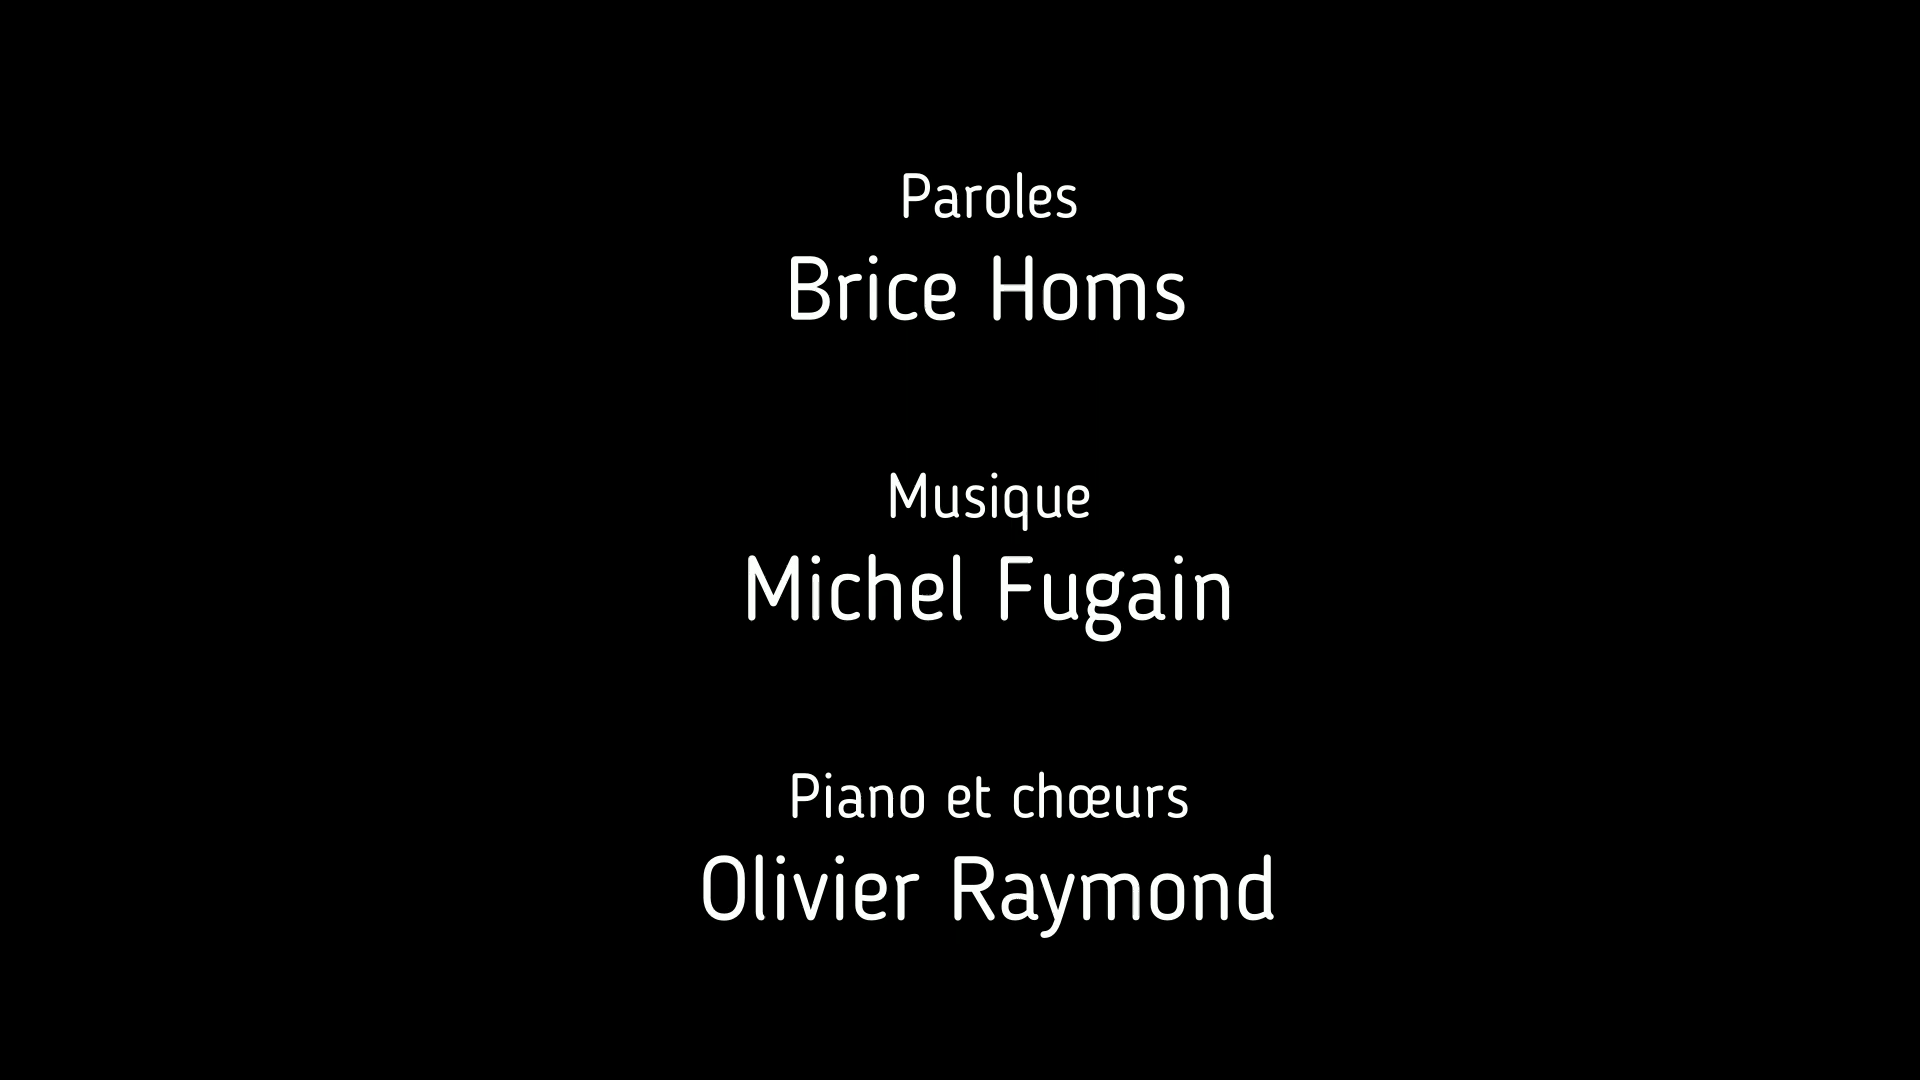 Paroles
Brice Homs
Musique
Michel Fugain
Piano et chœurs
Olivier Raymond